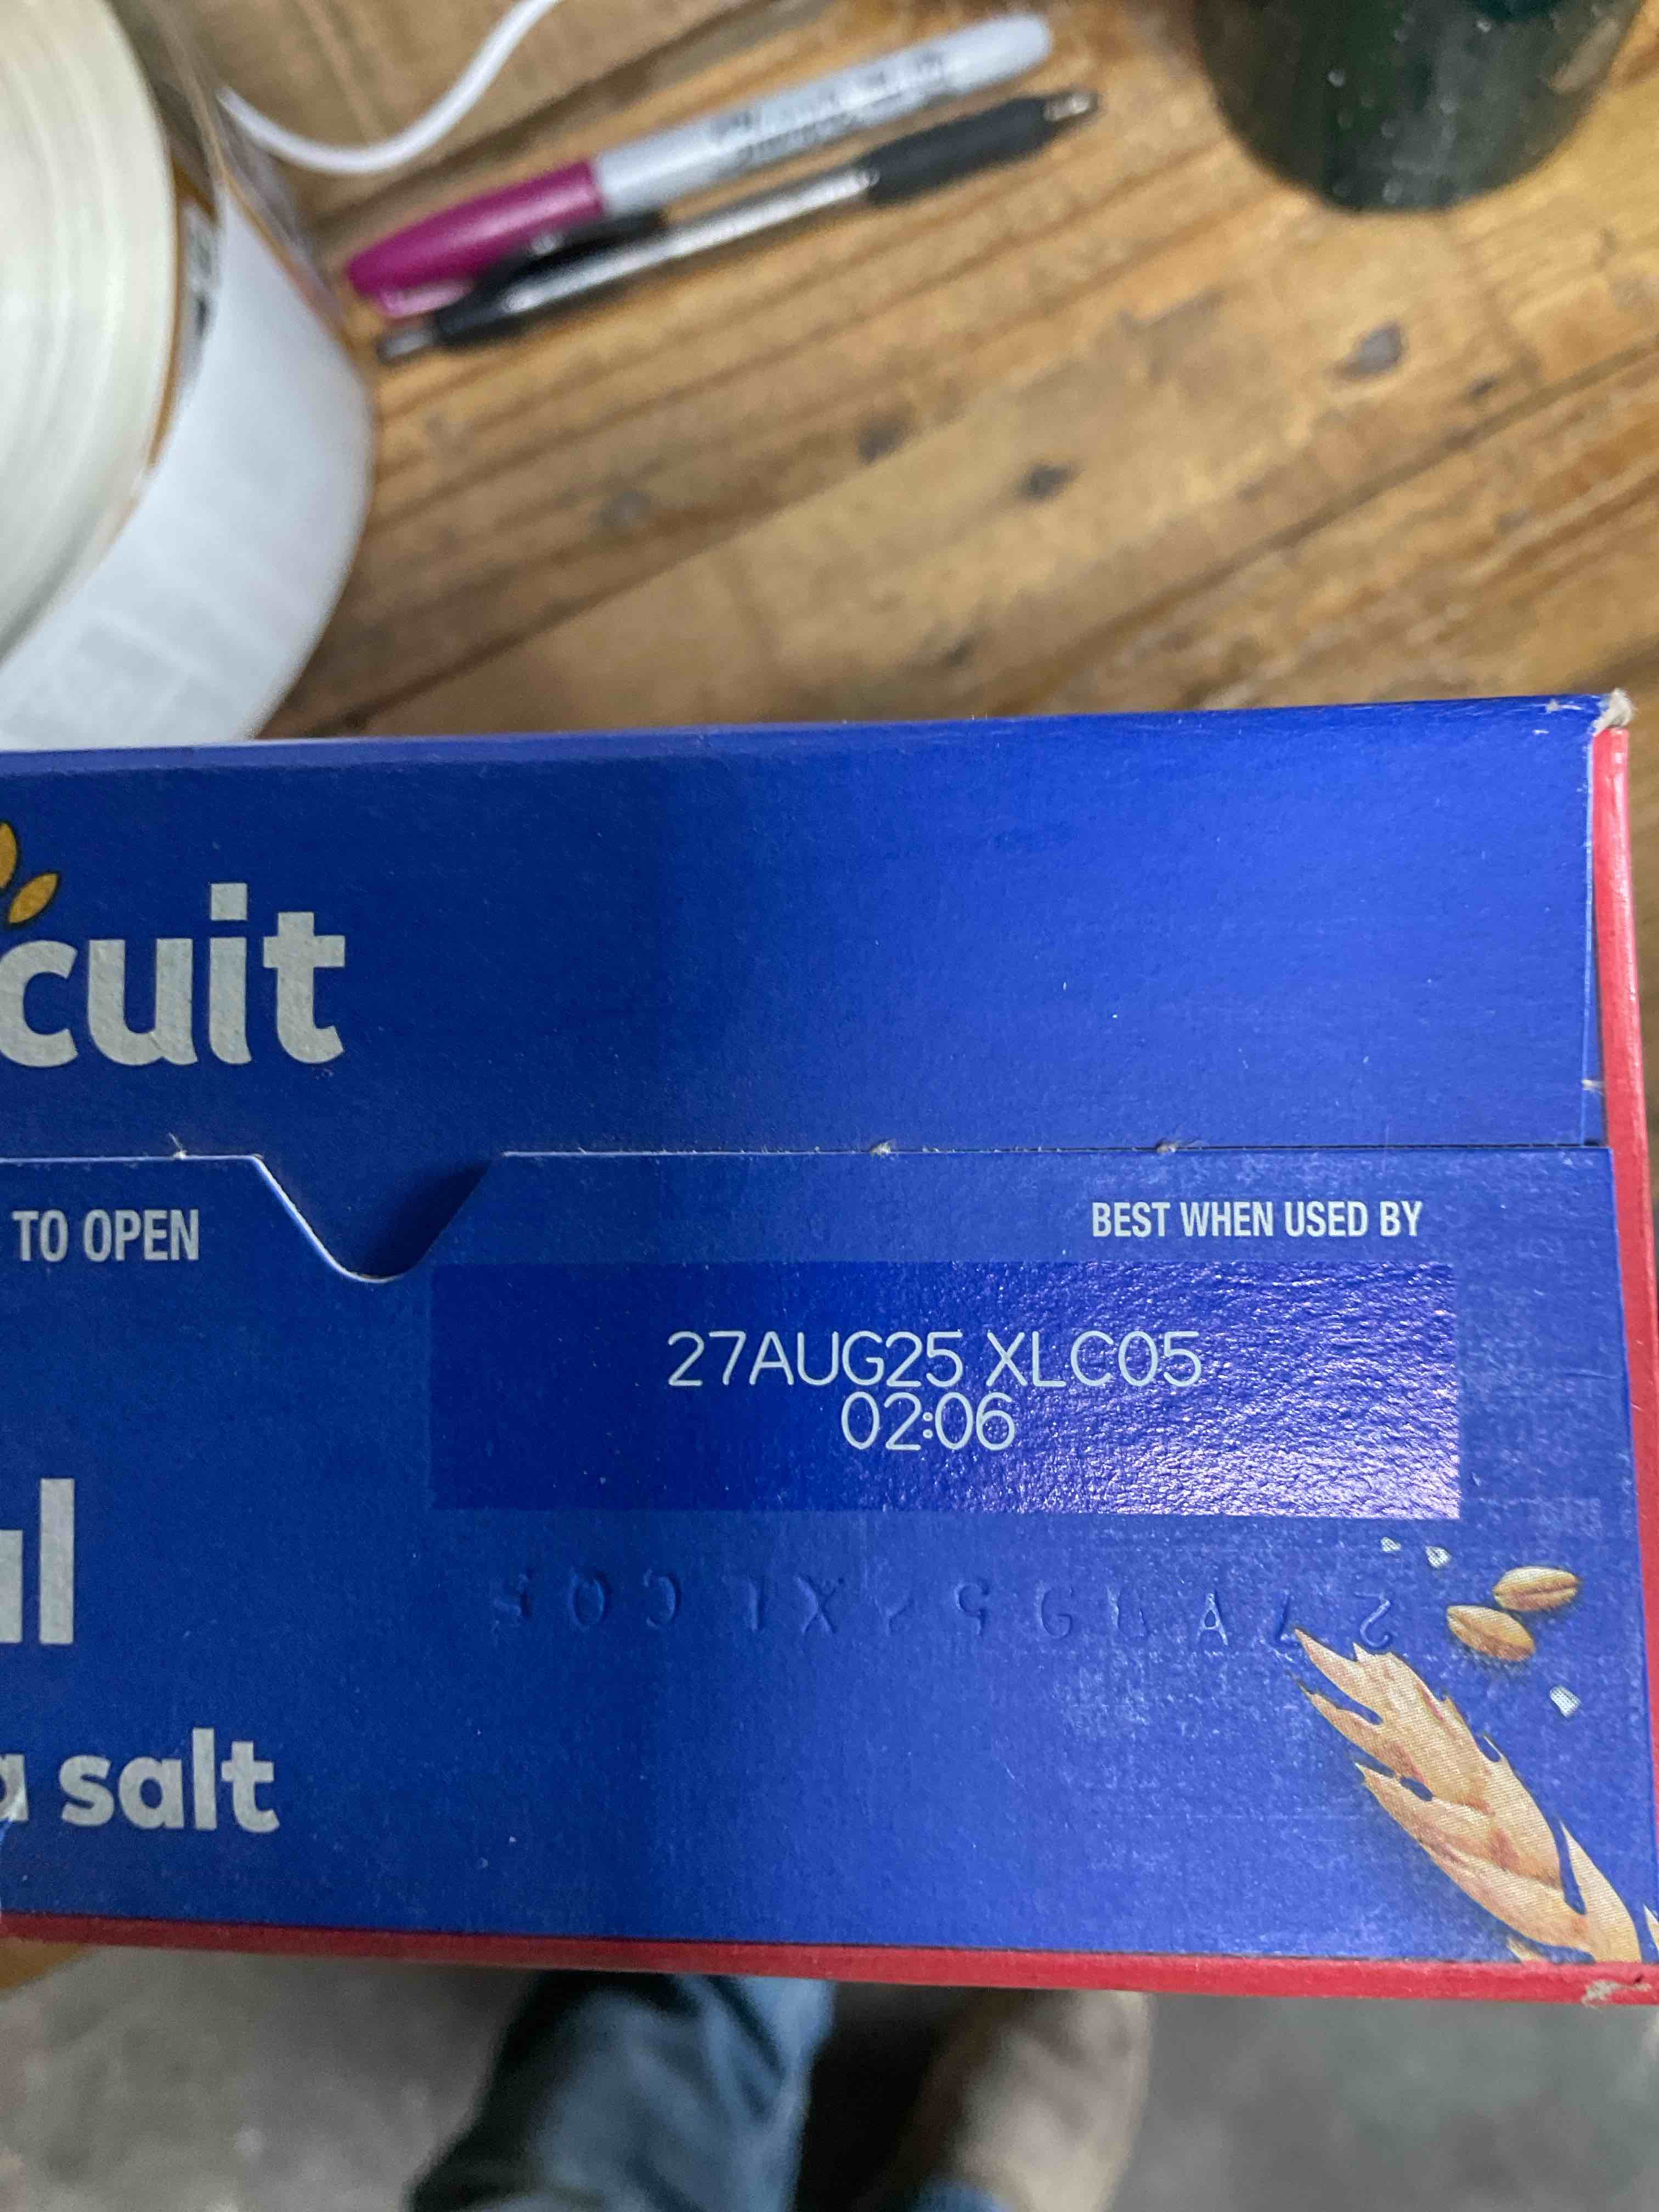 cuit
TO OPEN
BEST WHEN USED BY
27AUG25 XLC05
02:06
al
a salt